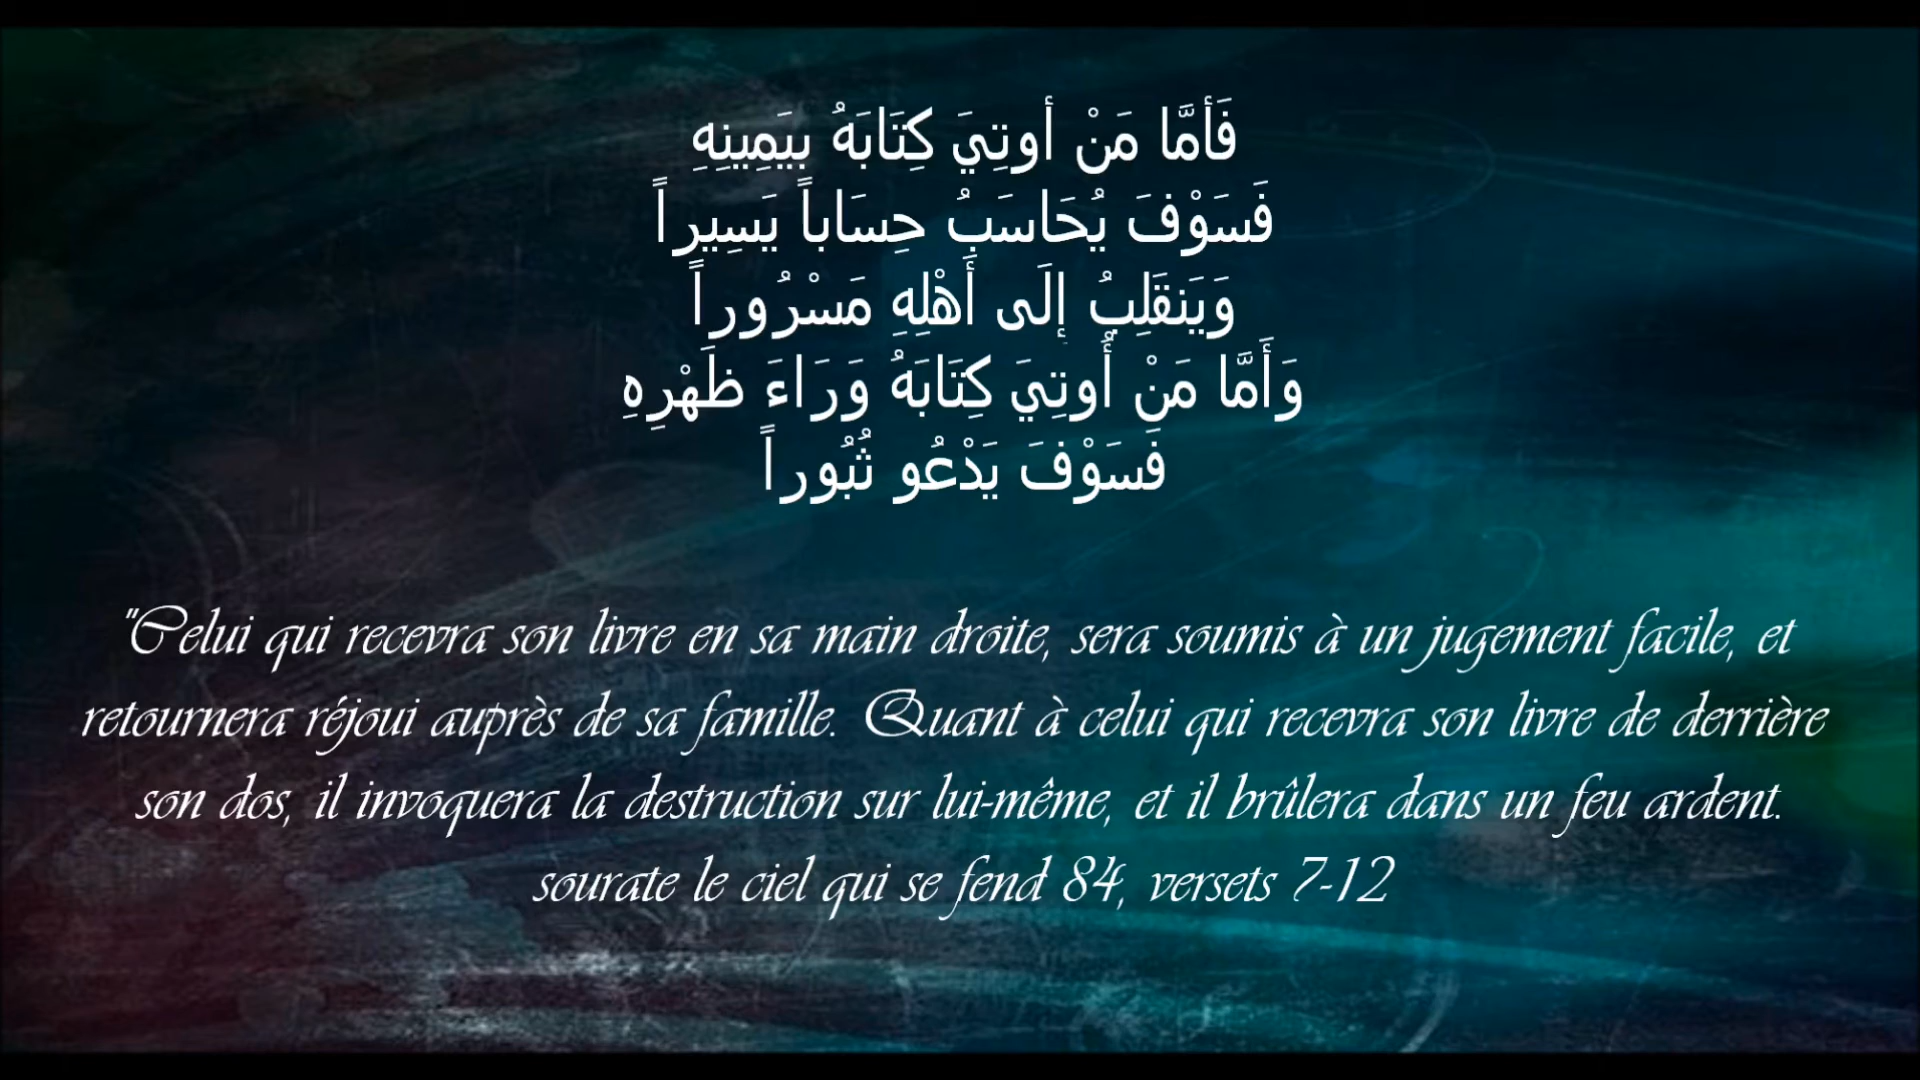 فَأمَّا مَنْ أوتِيَ كِتَابَهُ بِيَمِينِهِ
فَسَوْفَ يُحَاسَبُ حِسَاباً يَسِيراً
وَيَنقَلِبُ إِلَى أَهْلِهِ مَسْرُوراً
وَأَمَّا مَنْ أُوتِيَ كِتَابَهُ وَرَاءَ ظَهْرِهِ
فَسَوْفَ يَدْعُو ثُبُوراً
"Celui qui recevra son livre en sa main droite, sera soumis à un jugement facile, et
retournera réjoui auprès de sa famille. Quant à celui qui recevra son livre de derrière
son dos, il invoquera la destruction sur lui-même, et il brûlera dans un feu ardent.
sourate le ciel qui se fend 84, versets 7-12